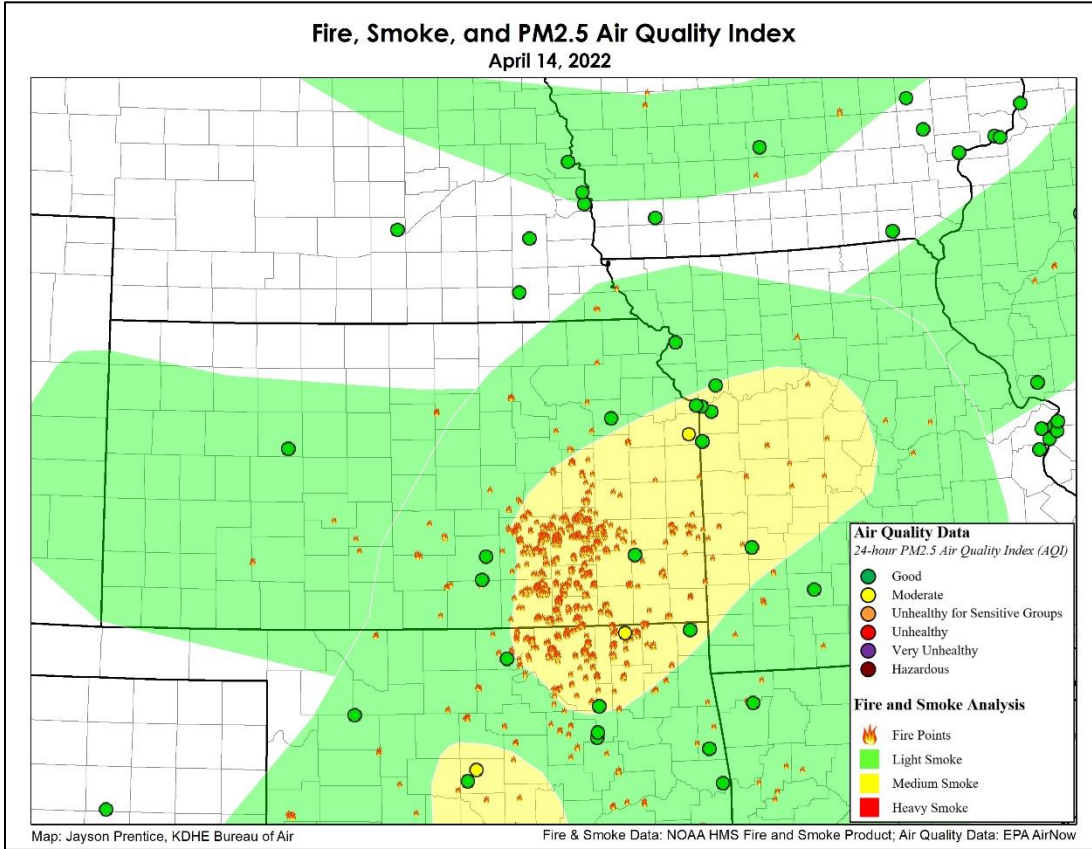 Fire, Smoke, and PM2.5 Air Quality Index
April 14, 2022
Air Quality Data
24-hour PM2.5 Air Quality Index (AQI)
Good
Moderate
Unhealthy for Sensitive Groups
Unhealthy
Very Unhealthy
Hazardous
Fire and Smoke Analysis
Fire Points
Light Smoke
Medium Smoke
Heavy Smoke
Map: Jayson Prentice, KDHE Bureau of Air
Fire & Smoke Data: NOAA HMS Fire and Smoke Product; Air Quality Data: EPA AirNow